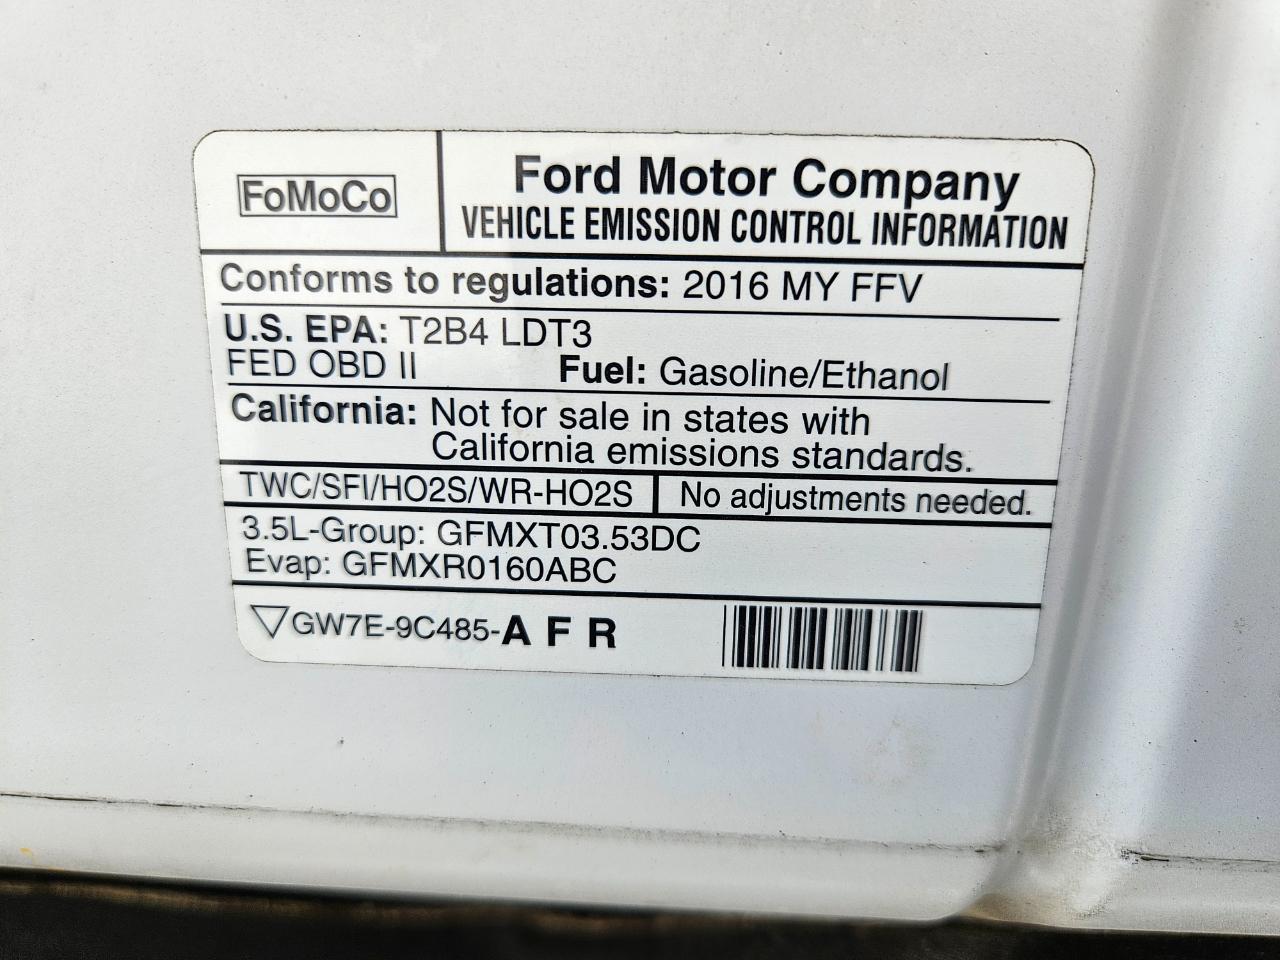 FoMoCo
Ford Motor Company
VEHICLE EMISSION CONTROL INFORMATION
Conforms to regulations: 2016 MY FFV
U.S. EPA: T2B4 LDT3
FED OBD II Fuel: Gasoline/Ethanol
California: Not for sale in states with
California emissions standards.
TWC/SFI/HO2S/WR-HO2S No adjustments needed.
3.5L-Group: GFMXT03.53DC
Evap: GFMXR0160ABC
▽GW7E-9C485-A F R